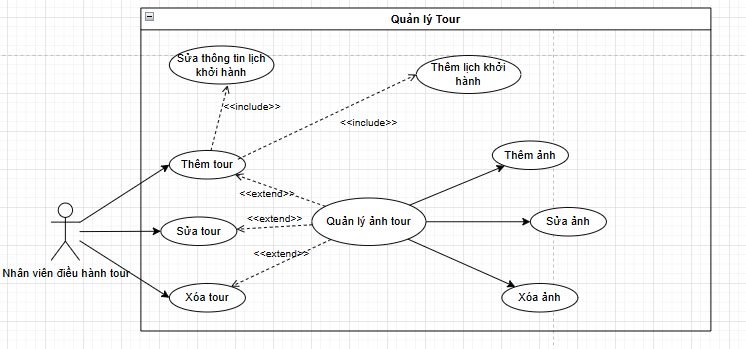 Quản lý Tour
Sửa thông tin lịch
khởi hành
Thêm lịch khởi
hành
<<include>>
<<include>>
Thêm tour
Thêm ảnh
<<extend>>
Quản lý ảnh tour
Sửa ảnh
<<extend>>
Sửa tour
<<extend>>
Nhân viên điều hành tour
Xóa tour
Xóa ảnh